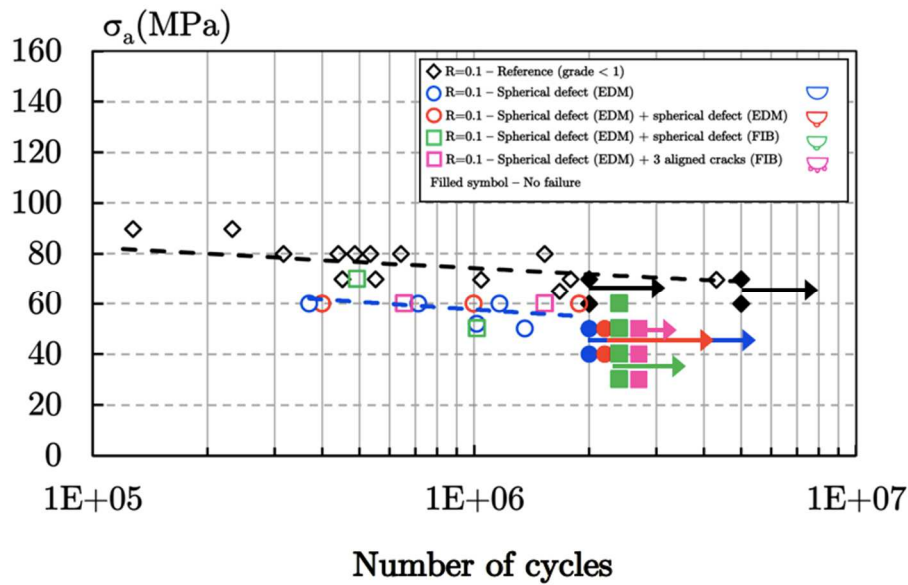 σa(MPa)
160
140
120
100
80
60
40
20
0
R=0.1 – Reference (grade < 1)
R=0.1 – Spherical defect (EDM)
R=0.1 – Spherical defect (EDM) + spherical defect (EDM)
R=0.1 – Spherical defect (EDM) + spherical defect (FIB)
R=0.1 – Spherical defect (EDM) + 3 aligned cracks (FIB)
Filled symbol – No failure
1E+05
1E+06
1E+07
Number of cycles